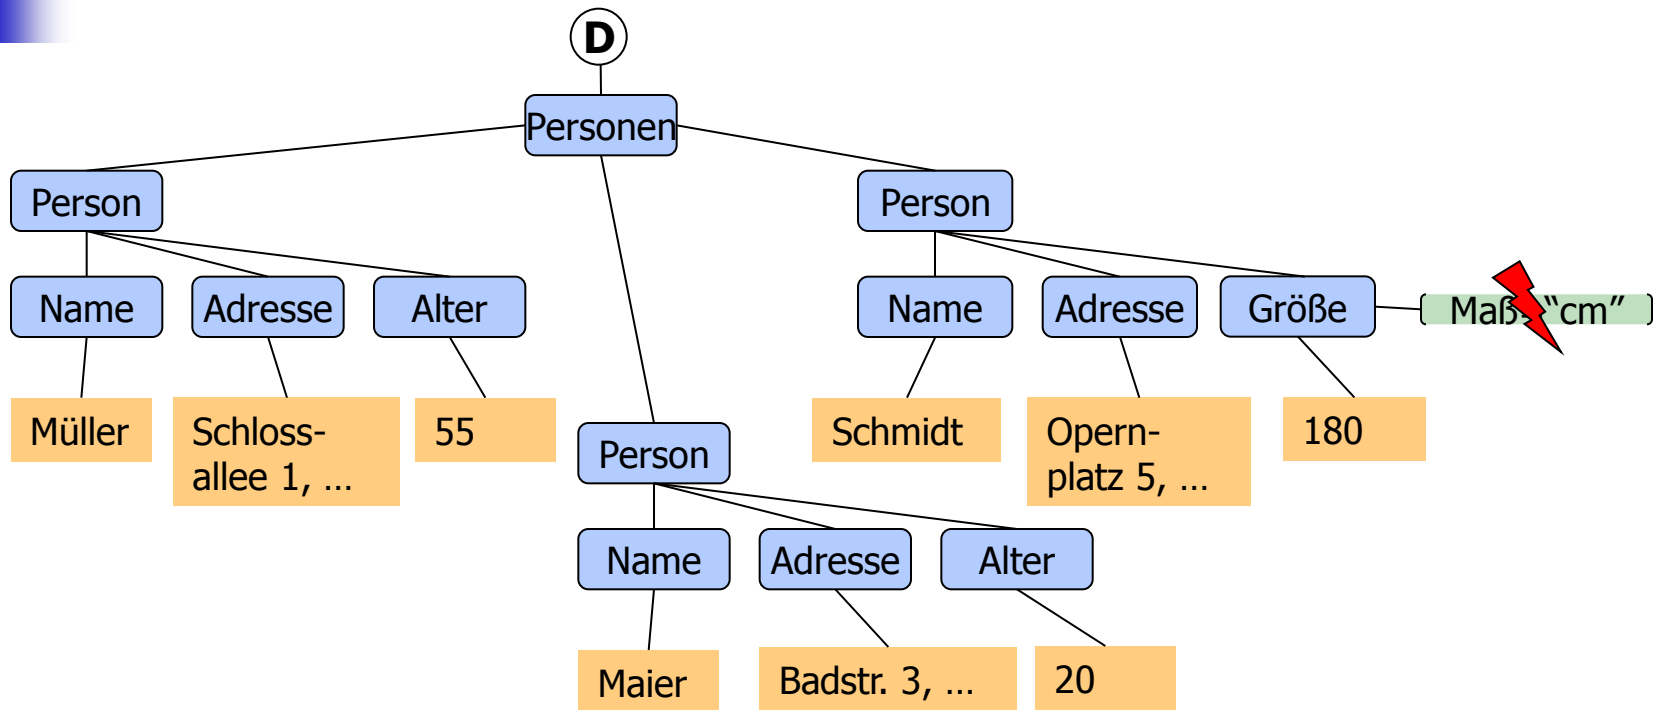 D
Personen
Person
Person
Name
Adresse
Alter
Name
Adresse
Größe
Maß= “cm”
Müller
Schloss-
allee 1, …
55
Schmidt
Opern-
platz 5, …
180
Person
Name
Adresse
Alter
Maier
Badstr. 3, …
20